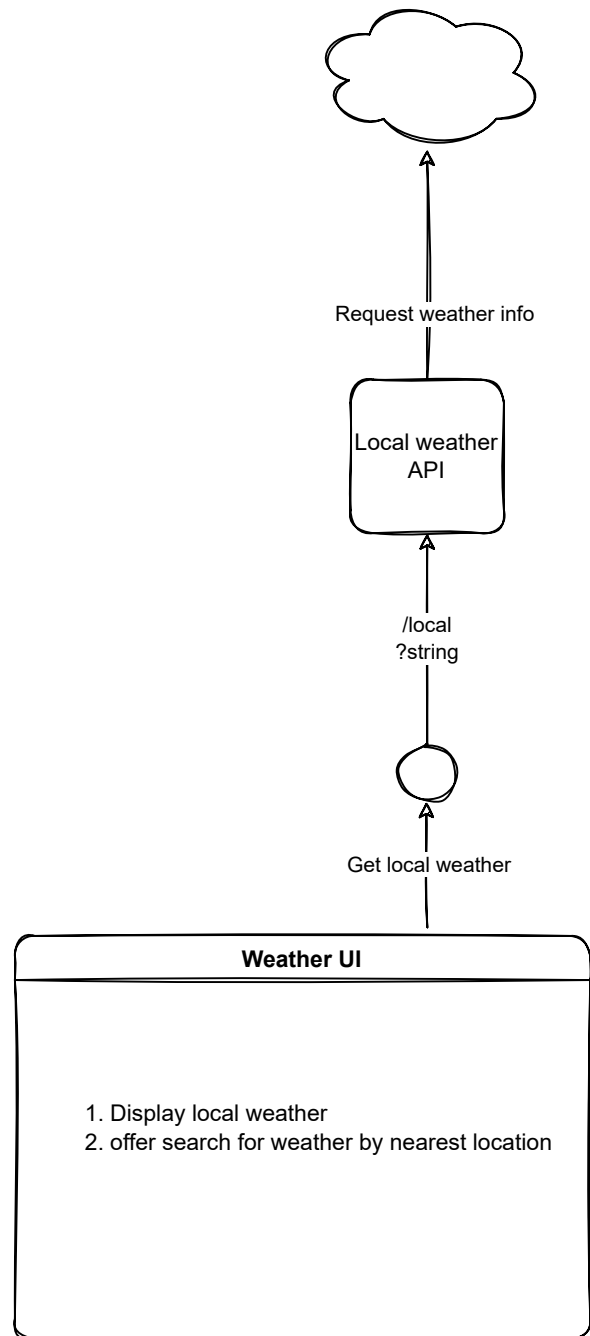 Request weather info
Local weather
API
/local
?string
Get local weather
Weather UI
1. Display local weather
2. offer search for weather by nearest location